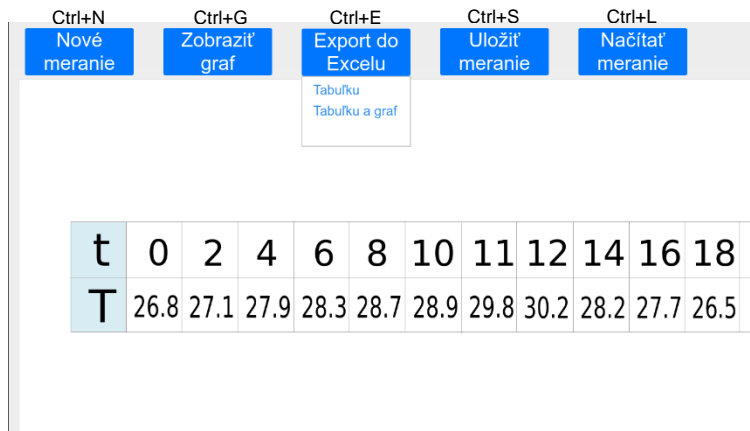 Ctrl+N Ctrl+G Ctrl+E Ctrl+S Ctrl+L
Nové Zobraziť Export do Uložiť Načítať
meranie graf Excelu meranie meranie
Tabuľku
Tabuľku a graf
t 0 2 4 6 8 10 11 12 14 16 18
T 26.8 27.1 27.9 28.3 28.7 28.9 29.8 30.2 28.2 27.7 26.5